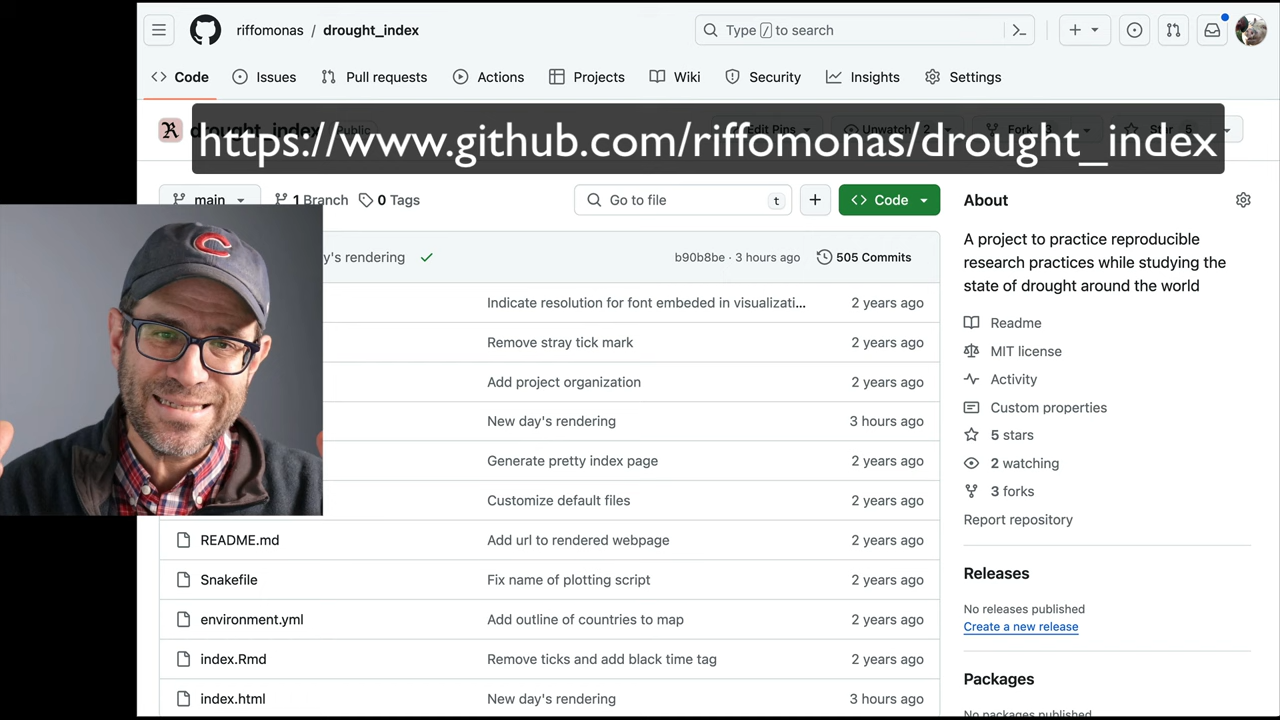 riffomonas / drought_index
Type / to search
Code Issues Pull requests Actions Projects Wiki Security Insights Settings
https://www.github.com/riffomonas/drought_index
main 1 Branch 0 Tags Go to file t + Code
y's rendering b90b8be · 3 hours ago 505 Commits
Indicate resolution for font embeded in visualizati... 2 years ago
Remove stray tick mark 2 years ago
Add project organization 2 years ago
New day's rendering 3 hours ago
Generate pretty index page 2 years ago
Customize default files 2 years ago
README.md Add url to rendered webpage 2 years ago
Snakefile Fix name of plotting script 2 years ago
environment.yml Add outline of countries to map 2 years ago
index.Rmd Remove ticks and add black time tag 2 years ago
index.html New day's rendering 3 hours ago
About
A project to practice reproducible
research practices while studying the
state of drought around the world
Readme
MIT license
Activity
Custom properties
5 stars
2 watching
3 forks
Report repository
Releases
No releases published
Create a new release
Packages
No packages published